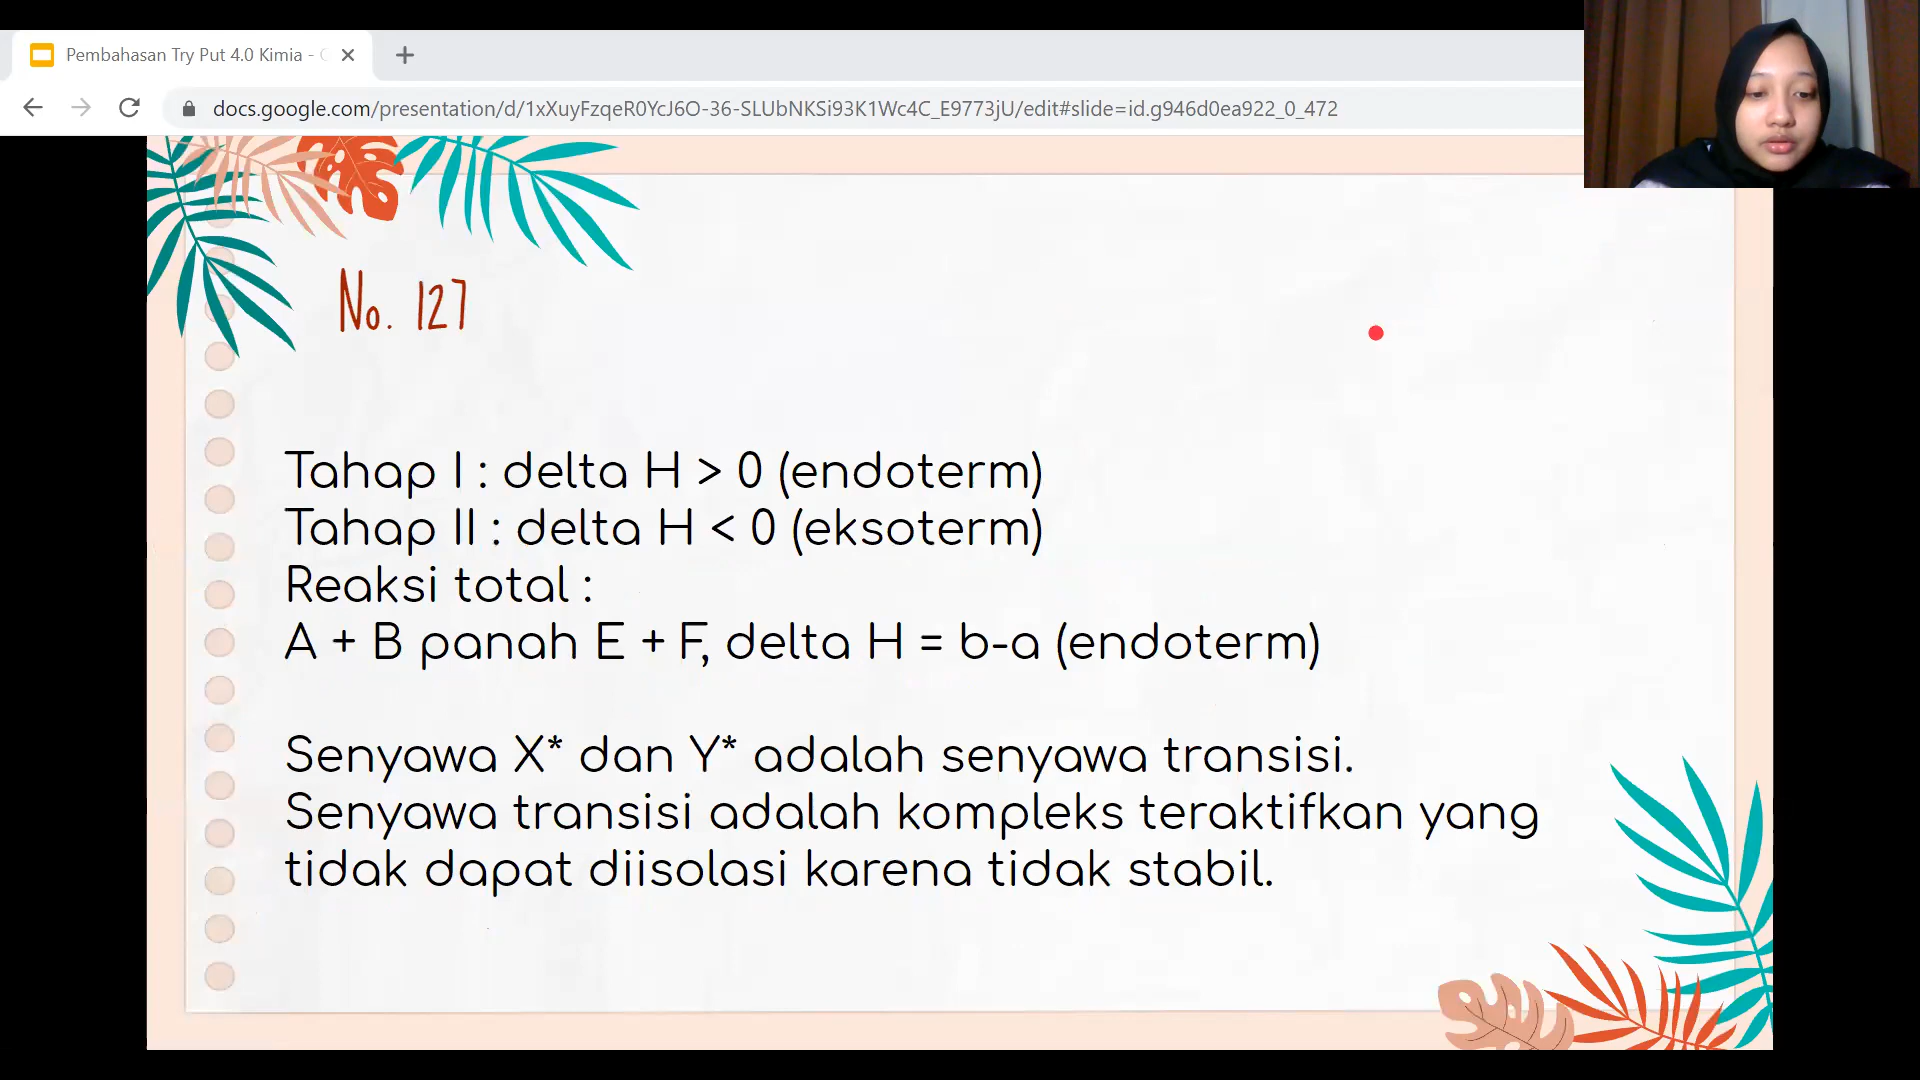 Pembahasan Try Put 4.0 Kimia -
docs.google.com/presentation/d/1xXuyFzqeR0YcJ6O-36-SLUbNKSi93K1Wc4C_E9773jU/edit#slide=id.g946d0ea922_0_472
No. 127
Tahap I : delta H > 0 (endoterm)
Tahap II : delta H < 0 (eksoterm)
Reaksi total :
A + B panah E + F, delta H = b-a (endoterm)
Senyawa X* dan Y* adalah senyawa transisi.
Senyawa transisi adalah kompleks teraktifkan yang
tidak dapat diisolasi karena tidak stabil.